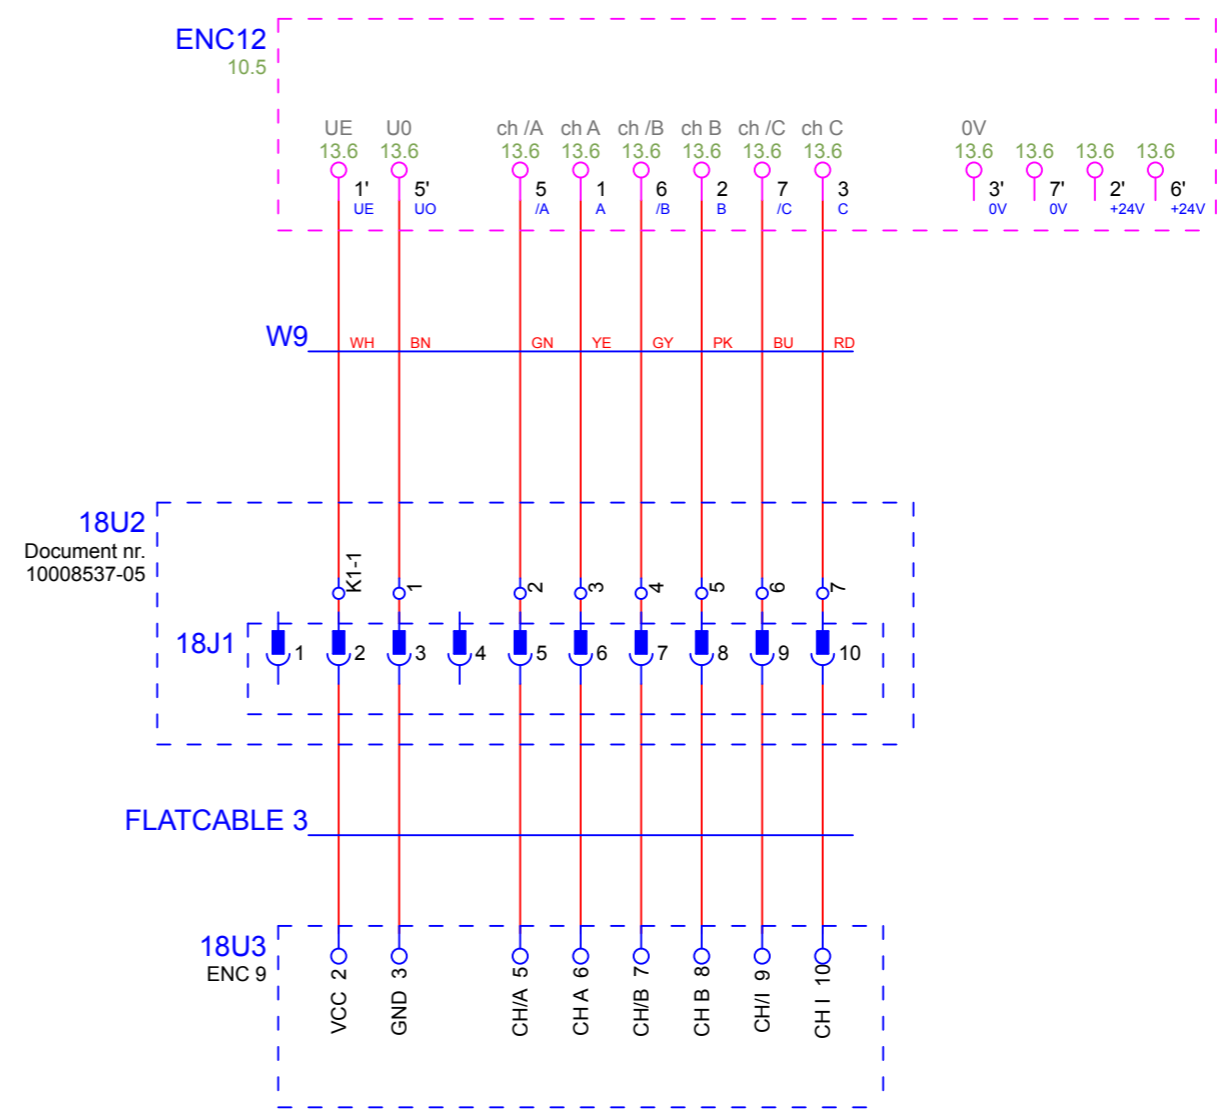 ENC12
10.5
UE U0 ch /A ch A ch /B ch B ch /C ch C 0V
13.6 13.6 13.6 13.6 13.6 13.6 13.6 13.6 13.6 13.6 13.6 13.6
1' 5' 5 1 6 2 7 3 3' 7' 2' 6'
UE UO /A A /B B /C C 0V 0V +24V +24V
W9
WH BN GN YE GY PK BU RD
18U2
Document nr.
10008537-05
K1-1 1 2 3 4 5 6 7
18J1
1 2 3 4 5 6 7 8 9 10
FLATCABLE 3
18U3
ENC 9
2 3 5 6 7 8 9 10
VCC GND CH/A CH A CH/B CH B CH/I CH I